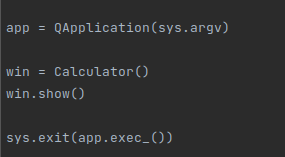 app = QApplication(sys.argv)
win = Calculator()
win.show()
sys.exit(app.exec_())